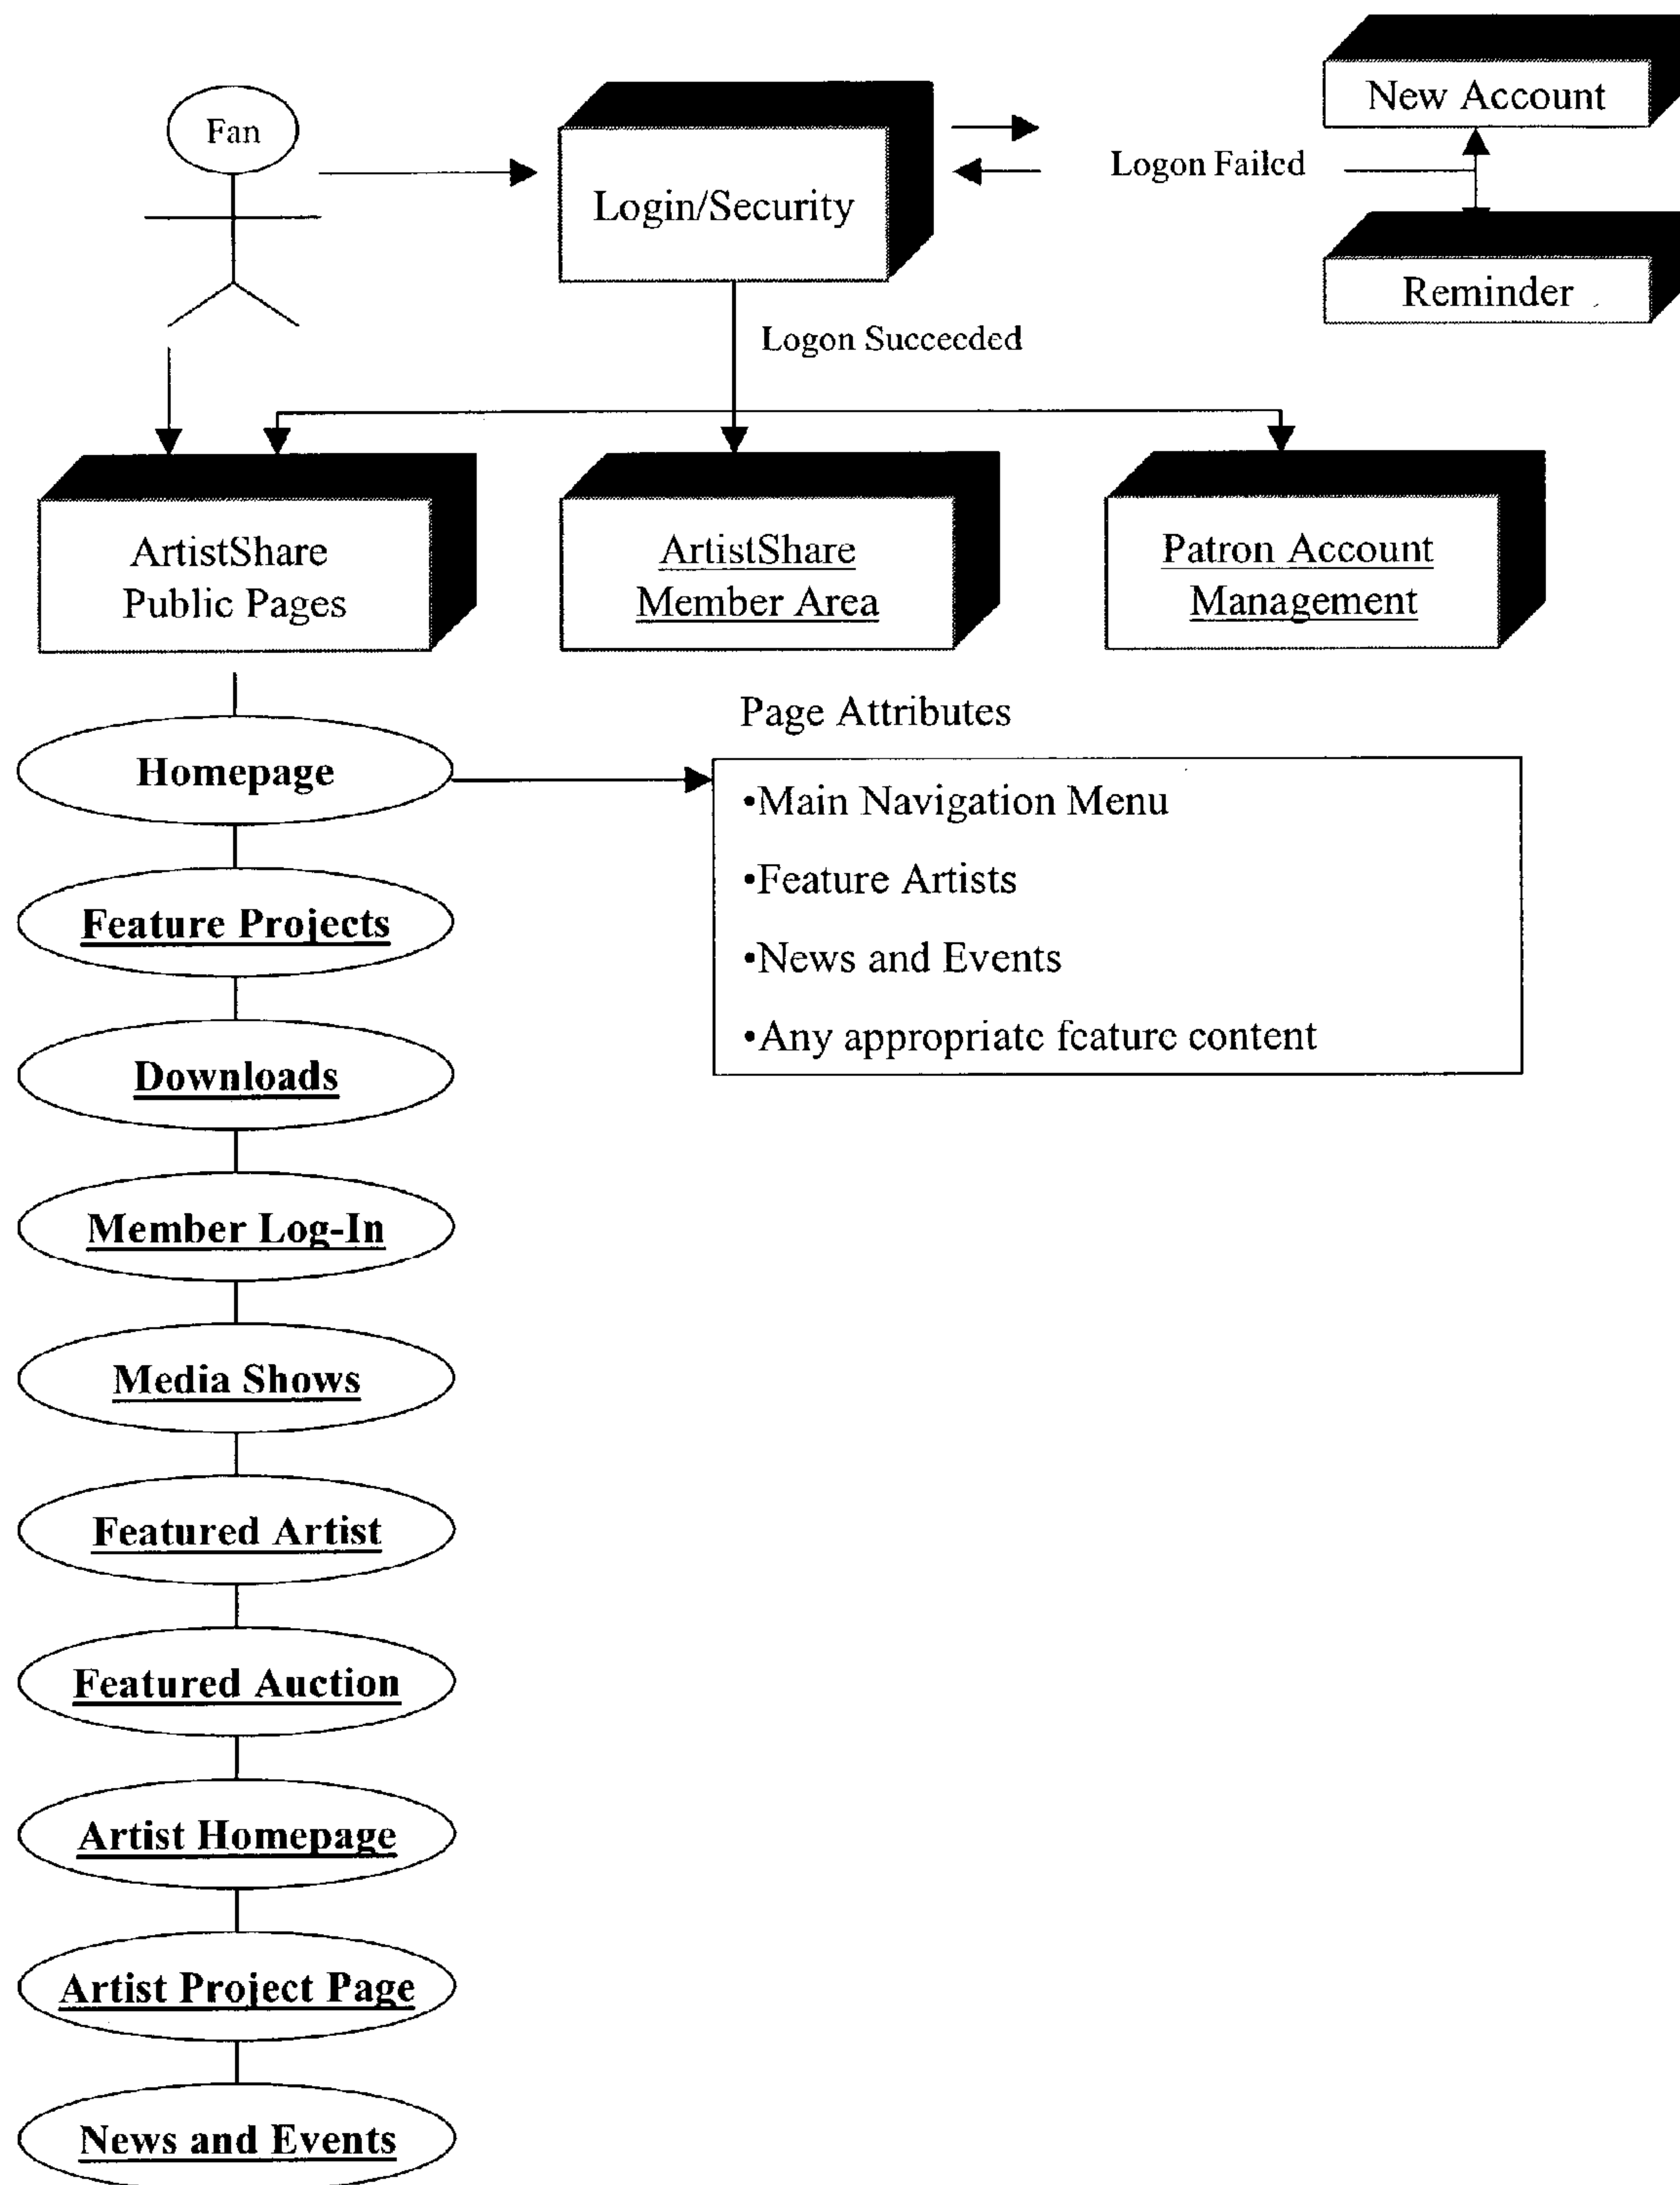 Fan
Login/Security
New Account
Logon Failed
Reminder
Logon Succeeded
ArtistShare
Public Pages
ArtistShare
Member Area
Patron Account
Management
Page Attributes
Homepage
•Main Navigation Menu
•Feature Artists
•News and Events
•Any appropriate feature content
Feature Projects
Downloads
Member Log-In
Media Shows
Featured Artist
Featured Auction
Artist Homepage
Artist Project Page
News and Events